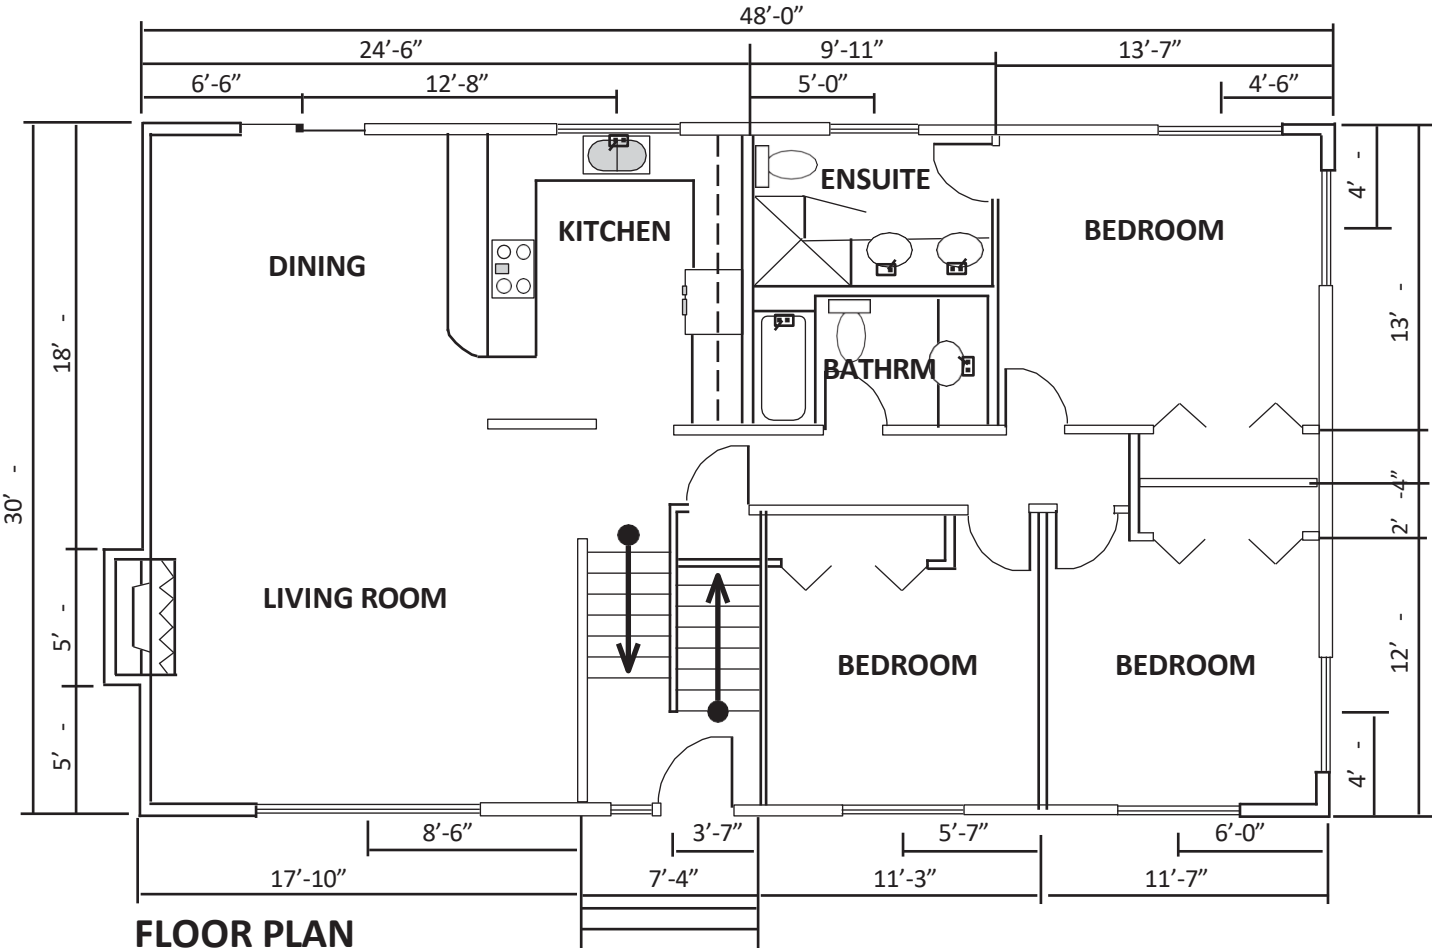 48’-0”
24’-6”
9’-11”
13’-7”
6’-6”
12’-8”
5’-0”
4’-6”
4’ -
ENSUITE
KITCHEN
BEDROOM
DINING
13’ -
18’ -
BATHRM
30’ -
2’ -4”
LIVING ROOM
5’ -
BEDROOM
BEDROOM
12’ -
5’ -
4’ -
8’-6”
3’-7”
5’-7”
6’-0”
17’-10”
7’-4”
11’-3”
11’-7”
FLOOR PLAN